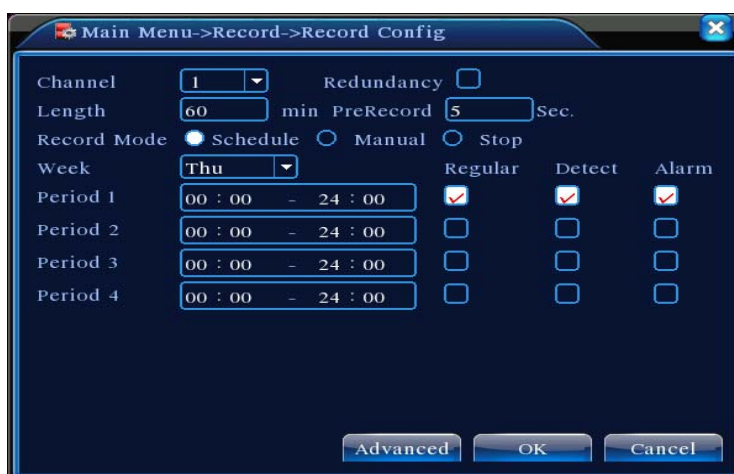 Main Menu->Record->Record Config
Channel 1 Redundancy
Length 60 min PreRecord 5 Sec.
Record Mode Schedule Manual Stop
Week Thu Regular Detect Alarm
Period 1 00 : 00 - 24 : 00
Period 2 00 : 00 - 24 : 00
Period 3 00 : 00 - 24 : 00
Period 4 00 : 00 - 24 : 00
Advanced OK Cancel